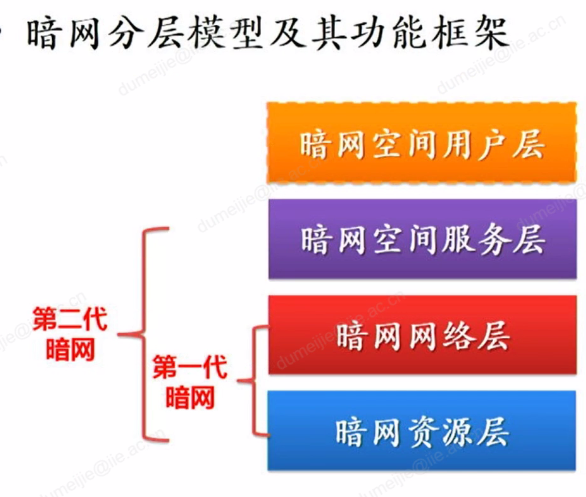 · 暗网分层模型及其功能框架
暗网空间用户层
暗网空间服务层
第二代
暗网
暗网网络层
第一代
暗网
暗网资源层
dumeijie@iie.ac.cn